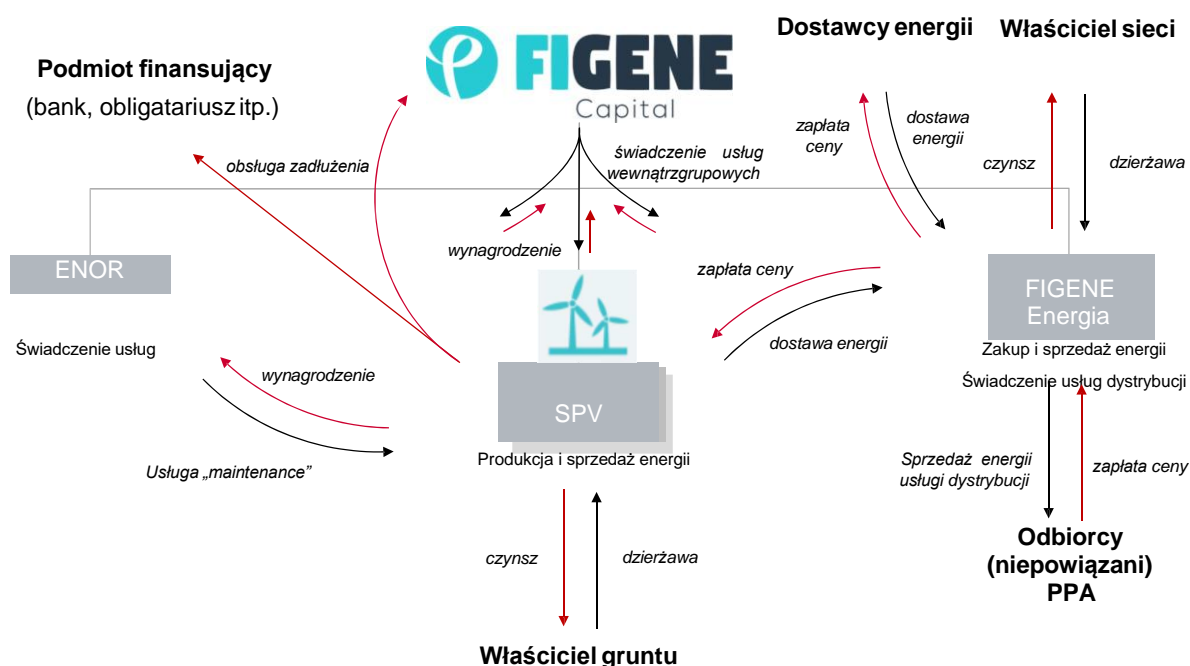 Dostawcy energii
Właściciel sieci
Podmiot finansujący
(bank, obligatariusz itp.)
FIGENE
Capital
obsługa zadłużenia
świadczenie usług
wewnątrzgrupowych
zapłata
ceny
dostawa
energii
czynsz
dzierżawa
wynagrodzenie
ENOR
Świadczenie usług
zapłata ceny
dostawa energii
FIGENE
Energia
Zakup i sprzedaż energii
Świadczenie usług dystrybucji
wynagrodzenie
Usługa „maintenance”
SPV
Produkcja i sprzedaż energii
Sprzedaż energii
usługi dystrybucji
zapłata ceny
Odbiorcy
(niepowiązani)
PPA
czynsz
dzierżawa
Właściciel gruntu